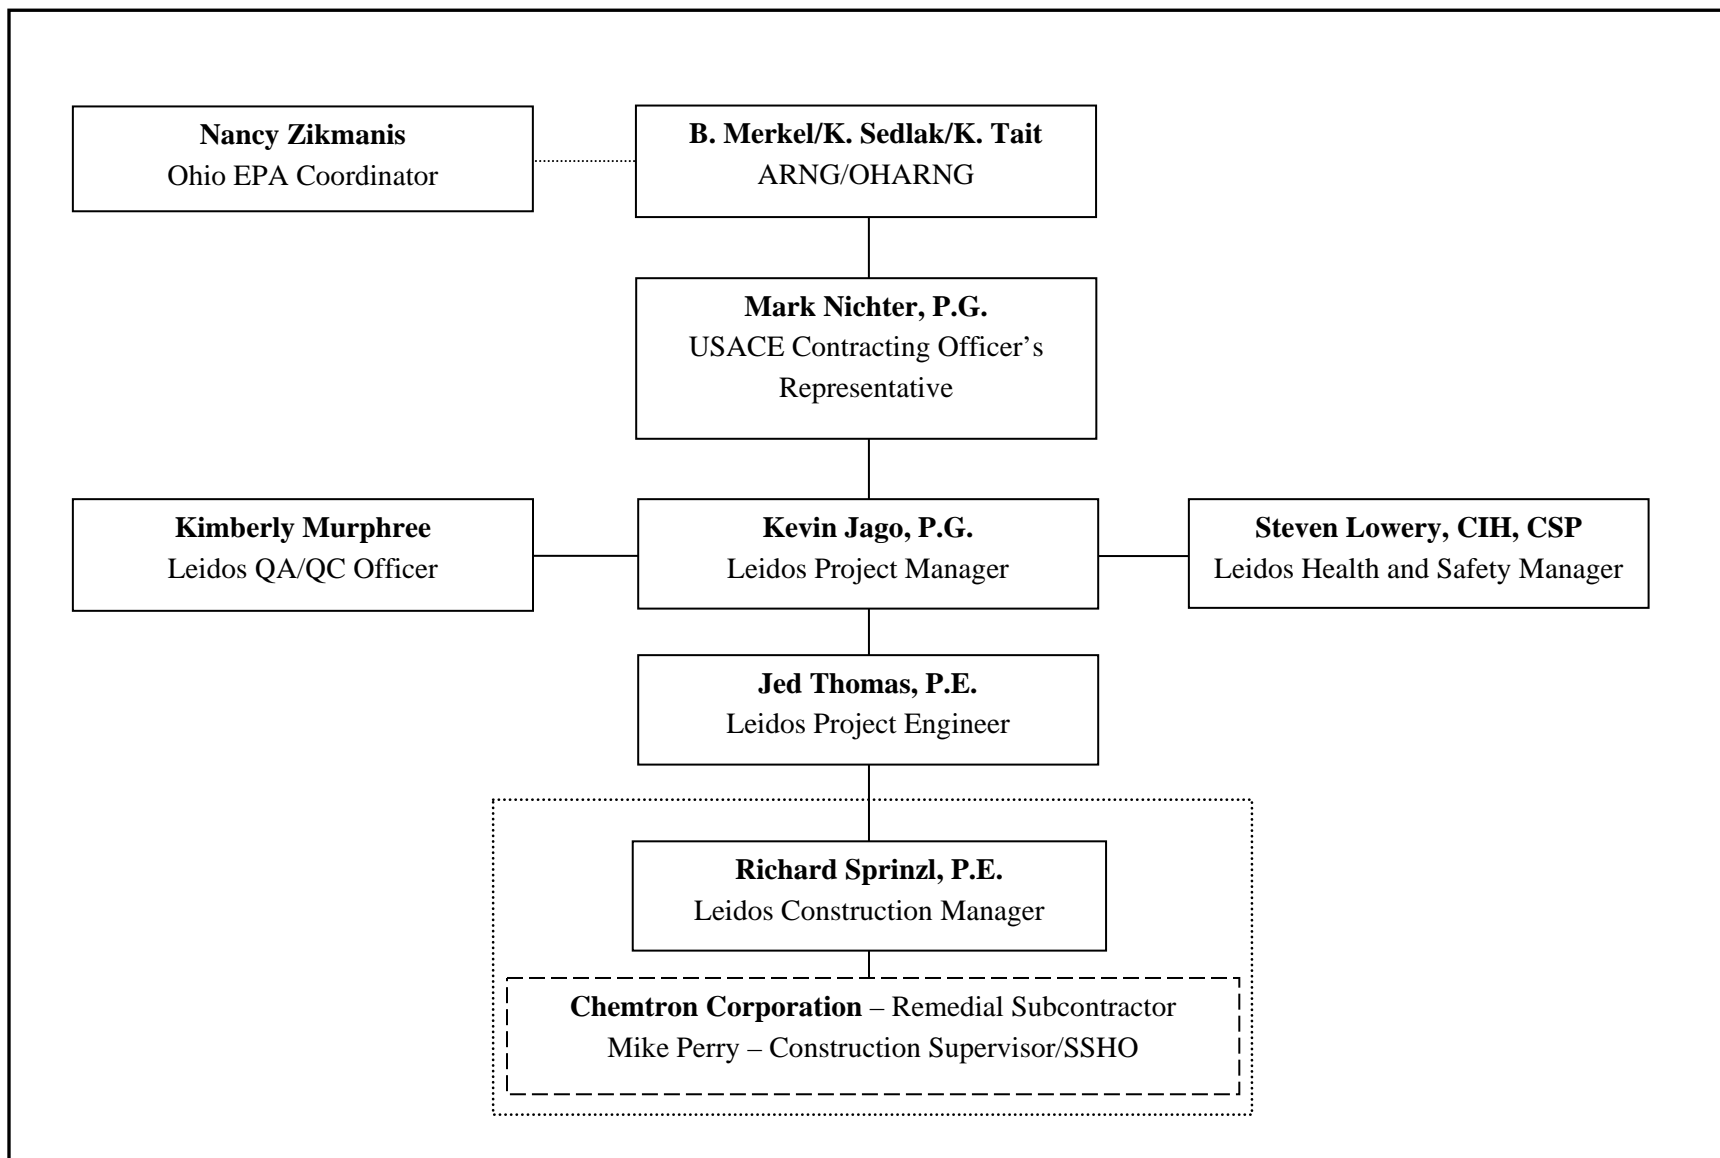 Nancy Zikmanis
Ohio EPA Coordinator
B. Merkel/K. Sedlak/K. Tait
ARNG/OHARNG
Mark Nichter, P.G.
USACE Contracting Officer’s
Representative
Kimberly Murphree
Leidos QA/QC Officer
Kevin Jago, P.G.
Leidos Project Manager
Steven Lowery, CIH, CSP
Leidos Health and Safety Manager
Jed Thomas, P.E.
Leidos Project Engineer
Richard Sprinzl, P.E.
Leidos Construction Manager
Chemtron Corporation – Remedial Subcontractor
Mike Perry – Construction Supervisor/SSHO